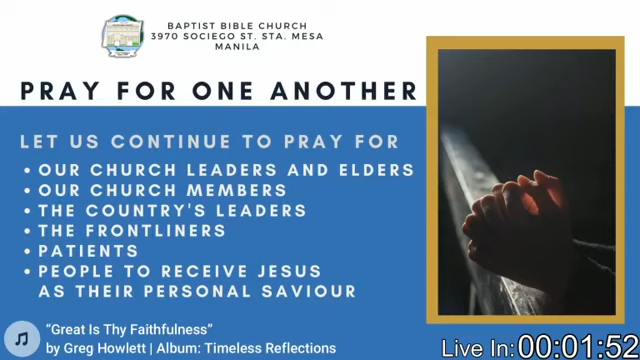 BAPTIST BIBLE CHURCH
3970 SOCIEGO ST. STA. MESA
MANILA
PRAY FOR ONE ANOTHER
LET US CONTINUE TO PRAY FOR
• OUR CHURCH LEADERS AND ELDERS
• OUR CHURCH MEMBERS
• THE COUNTRY'S LEADERS
• THE FRONTLINERS
• PATIENTS
• PEOPLE TO RECEIVE JESUS
AS THEIR PERSONAL SAVIOUR
“Great Is Thy Faithfulness”
by Greg Howlett | Album: Timeless Reflections
Live In: 00:01:52